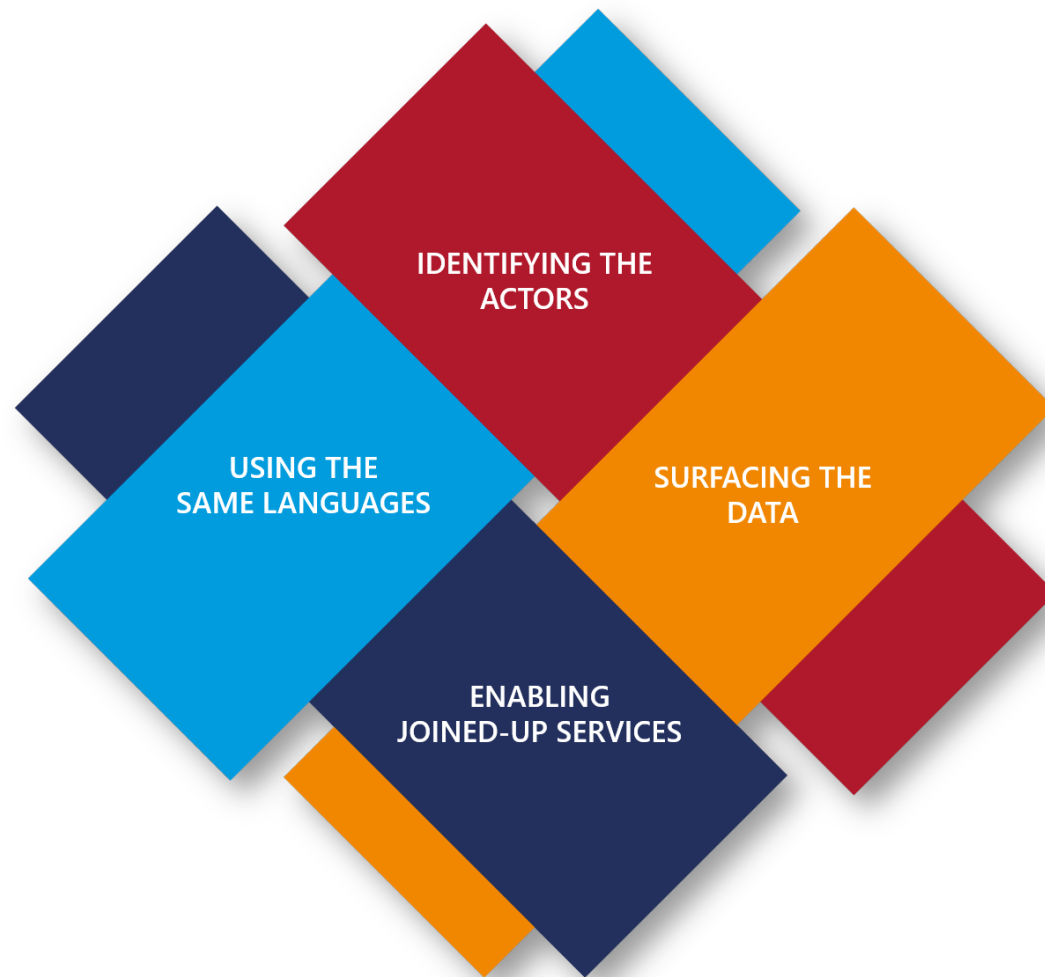 IDENTIFYING THE
ACTORS
USING THE
SAME LANGUAGES
SURFACING THE
DATA
ENABLING
JOINED-UP SERVICES